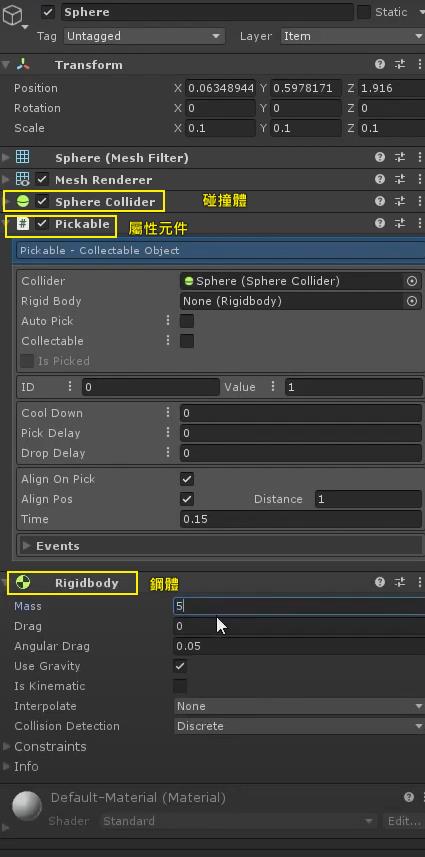 Sphere Static
Tag Untagged Layer Item
Transform
Position X 0.06348944 Y 0.5978171 Z 1.916
Rotation X 0 Y 0 Z 0
Scale X 0.1 Y 0.1 Z 0.1
Sphere (Mesh Filter)
Mesh Renderer
Sphere Collider 碰撞體
# Pickable 屬性元件
Pickable - Collectable Object
Collider Sphere (Sphere Collider)
Rigid Body None (Rigidbody)
Auto Pick
Collectable
Is Picked
ID 0 Value 1
Cool Down 0
Pick Delay 0
Drop Delay 0
Align On Pick
Align Pos Distance 1
Time 0.15
Events
Rigidbody 鋼體
Mass 5
Drag 0
Angular Drag 0.05
Use Gravity
Is Kinematic
Interpolate None
Collision Detection Discrete
Constraints
Info
Default-Material (Material)
Shader Standard Edit...